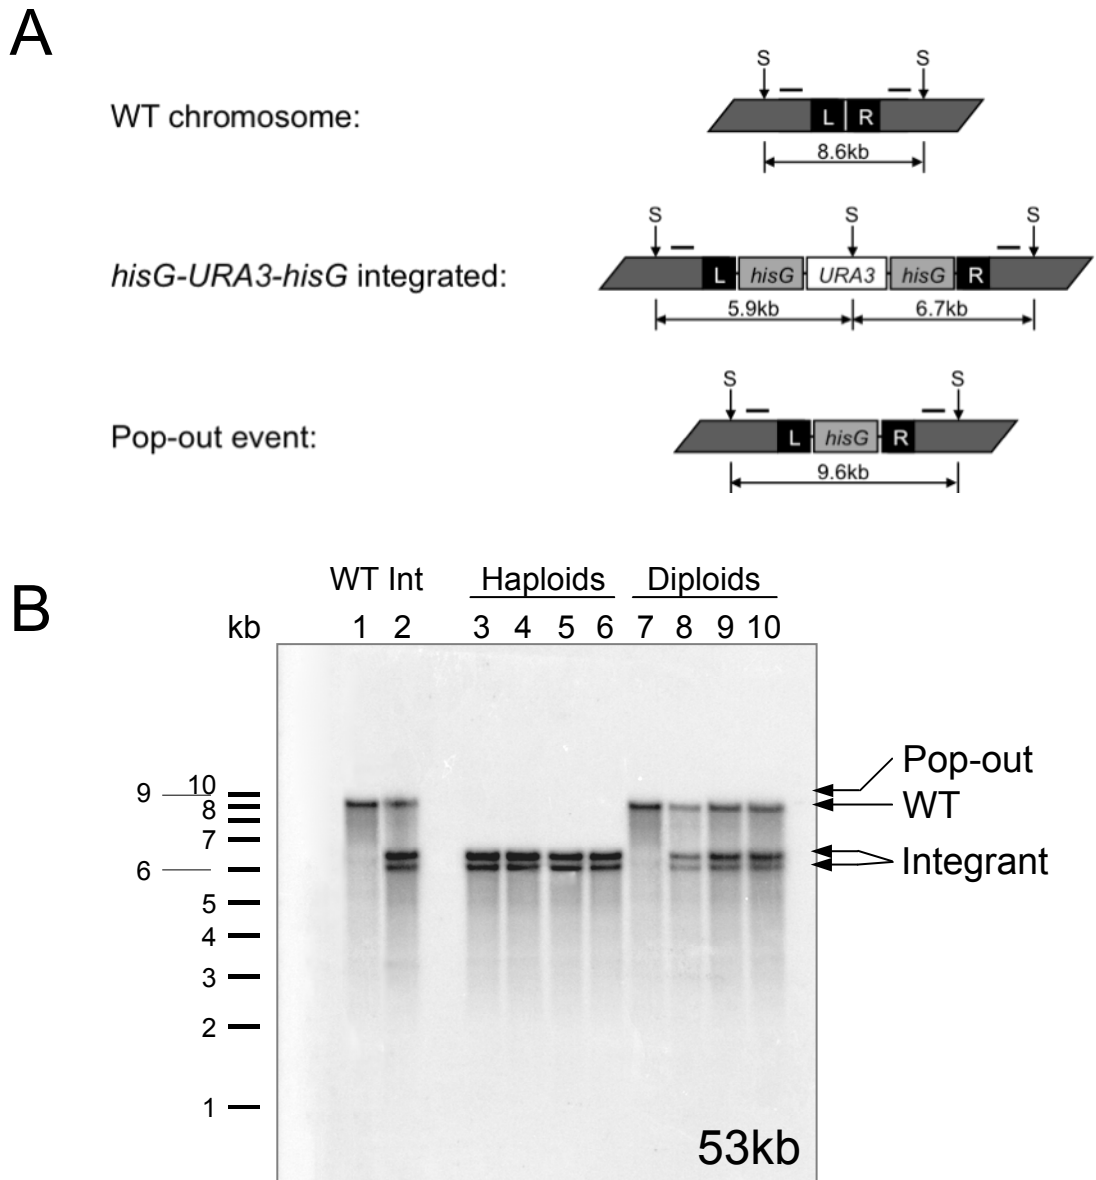 A
S S
WT chromosome:
L R
8.6kb
S S S
hisG-URA3-hisG integrated:
L hisG URA3 hisG R
5.9kb 6.7kb
S S
Pop-out event:
L hisG R
9.6kb
B
WT Int Haploids Diploids
kb 1 2 3 4 5 6 7 8 9 10
Pop-out
10
9
8
WT
7
Integrant
6
5
4
3
2
1
53kb